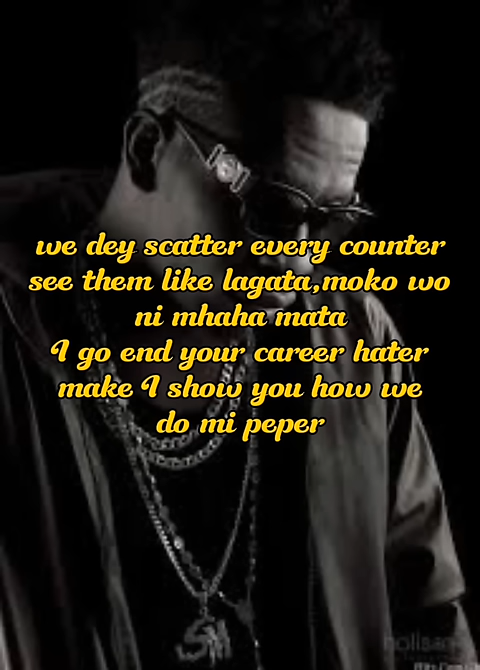 we dey scatter every counter
see them like lagata,moko wo
ni mhaha mata
I go end your career hater
make I show you how we
do mi peper